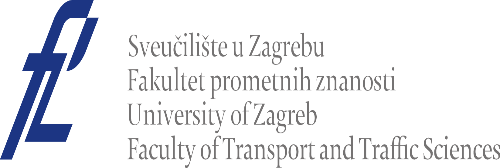 Sveučilište u Zagrebu
Fakultet prometnih znanosti
University of Zagreb
Faculty of Transport and Traffic Sciences